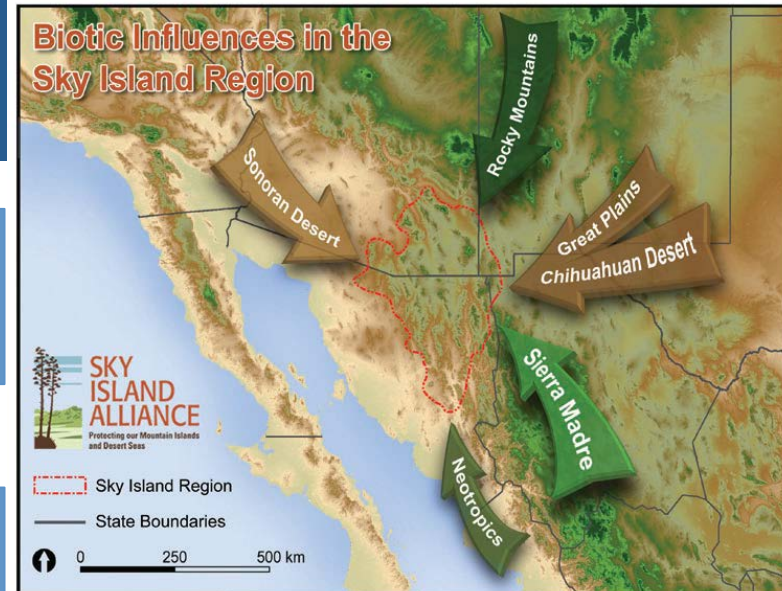 Biotic Influences in the
Sky Island Region
Rocky Mountains
Sonoran Desert
Great Plains
Chihuahuan Desert
Sierra Madre
Neotropics
SKY
ISLAND
ALLIANCE
Protecting our Mountain Islands
and Desert Seas
Sky Island Region
State Boundaries
0 250 500 km